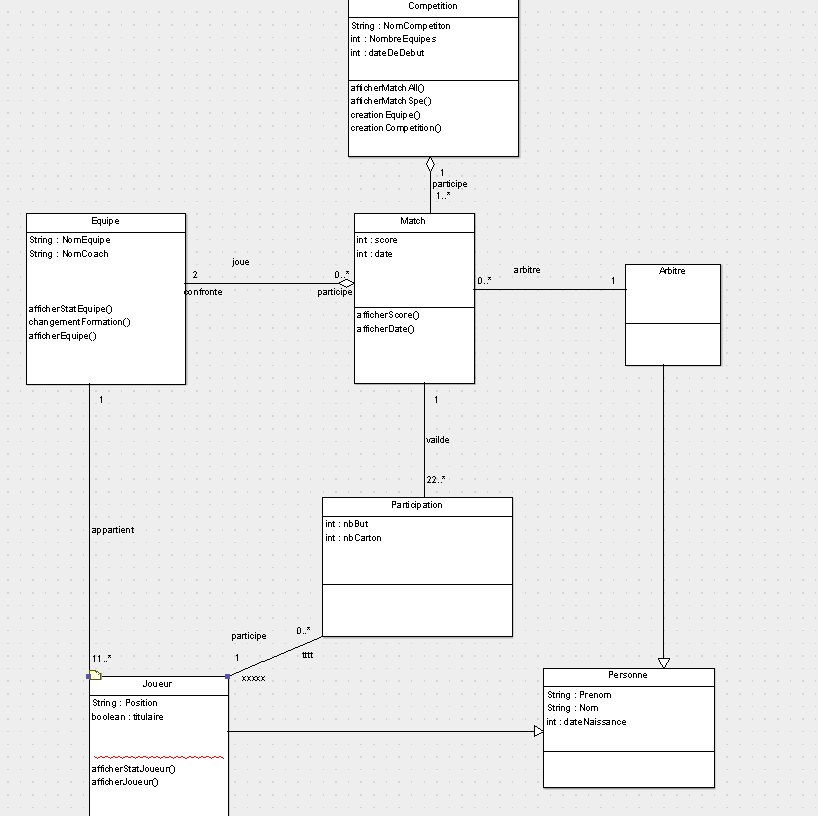 Competition
String : NomCompetiton
int : NombreEquipes
int : dateDeDebut
afficherMatchAll()
afficherMatchSpe()
creationEquipe()
creationCompetition()
1
participe
1..*
Equipe
String : NomEquipe
String : NomCoach
afficherStatEquipe()
changementFormation()
afficherEquipe()
joue
2
0..*
confronte
participe
Match
int : score
int : date
afficherScore()
afficherDate()
arbitre
0..*
1
Arbitre
1
appartient
11..*
1
vailde
22..*
Participation
int : nbBut
int : nbCarton
participe
0..*
1
tttt
xxxxx
Joueur
String : Position
boolean : titulaire
afficherStatJoueur()
afficherJoueur()
Personne
String : Prenom
String : Nom
int : dateNaissance